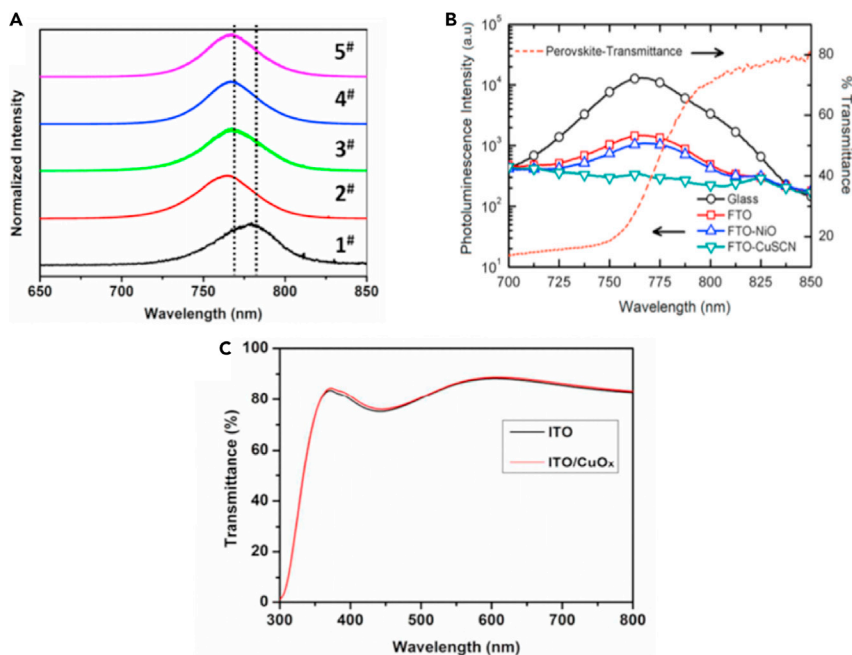 A
Normalized Intensity
5#
4#
3#
2#
1#
650 700 750 800 850
Wavelength (nm)
B
Photoluminescence Intensity (a.u)
10^5
10^4
10^3
10^2
10^1
Perovskite-Transmittance
Glass
FTO
FTO-NiO
FTO-CuSCN
80
60
40
20
% Transmittance
700 725 750 775 800 825 850
Wavelength (nm)
C
Transmittance (%)
100
80
60
40
20
0
ITO
ITO/CuOx
300 400 500 600 700 800
Wavelength (nm)